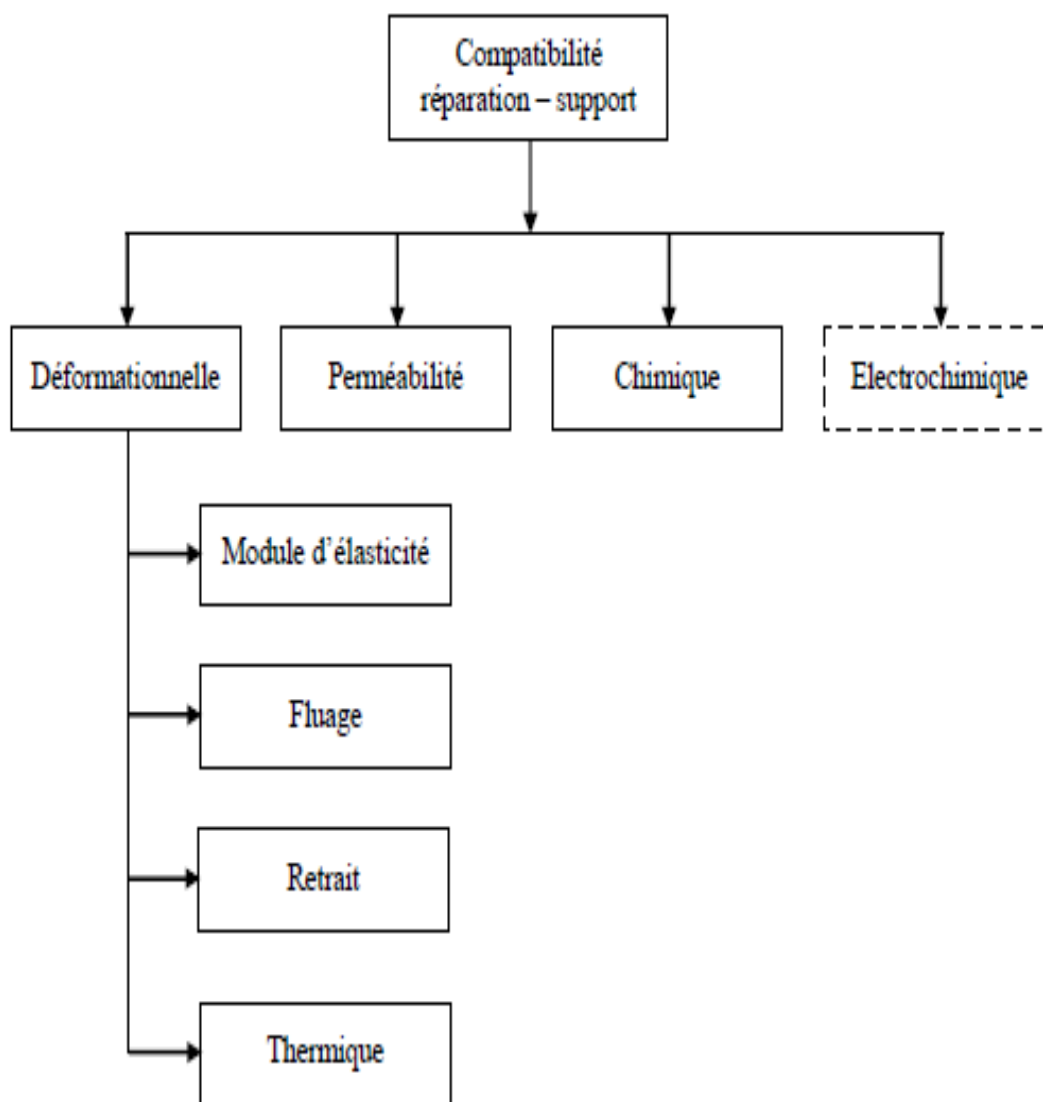 Compatibilité
réparation – support
Déformationnelle
Perméabilité
Chimique
Electrochimique
Module d’élasticité
Fluage
Retrait
Thermique